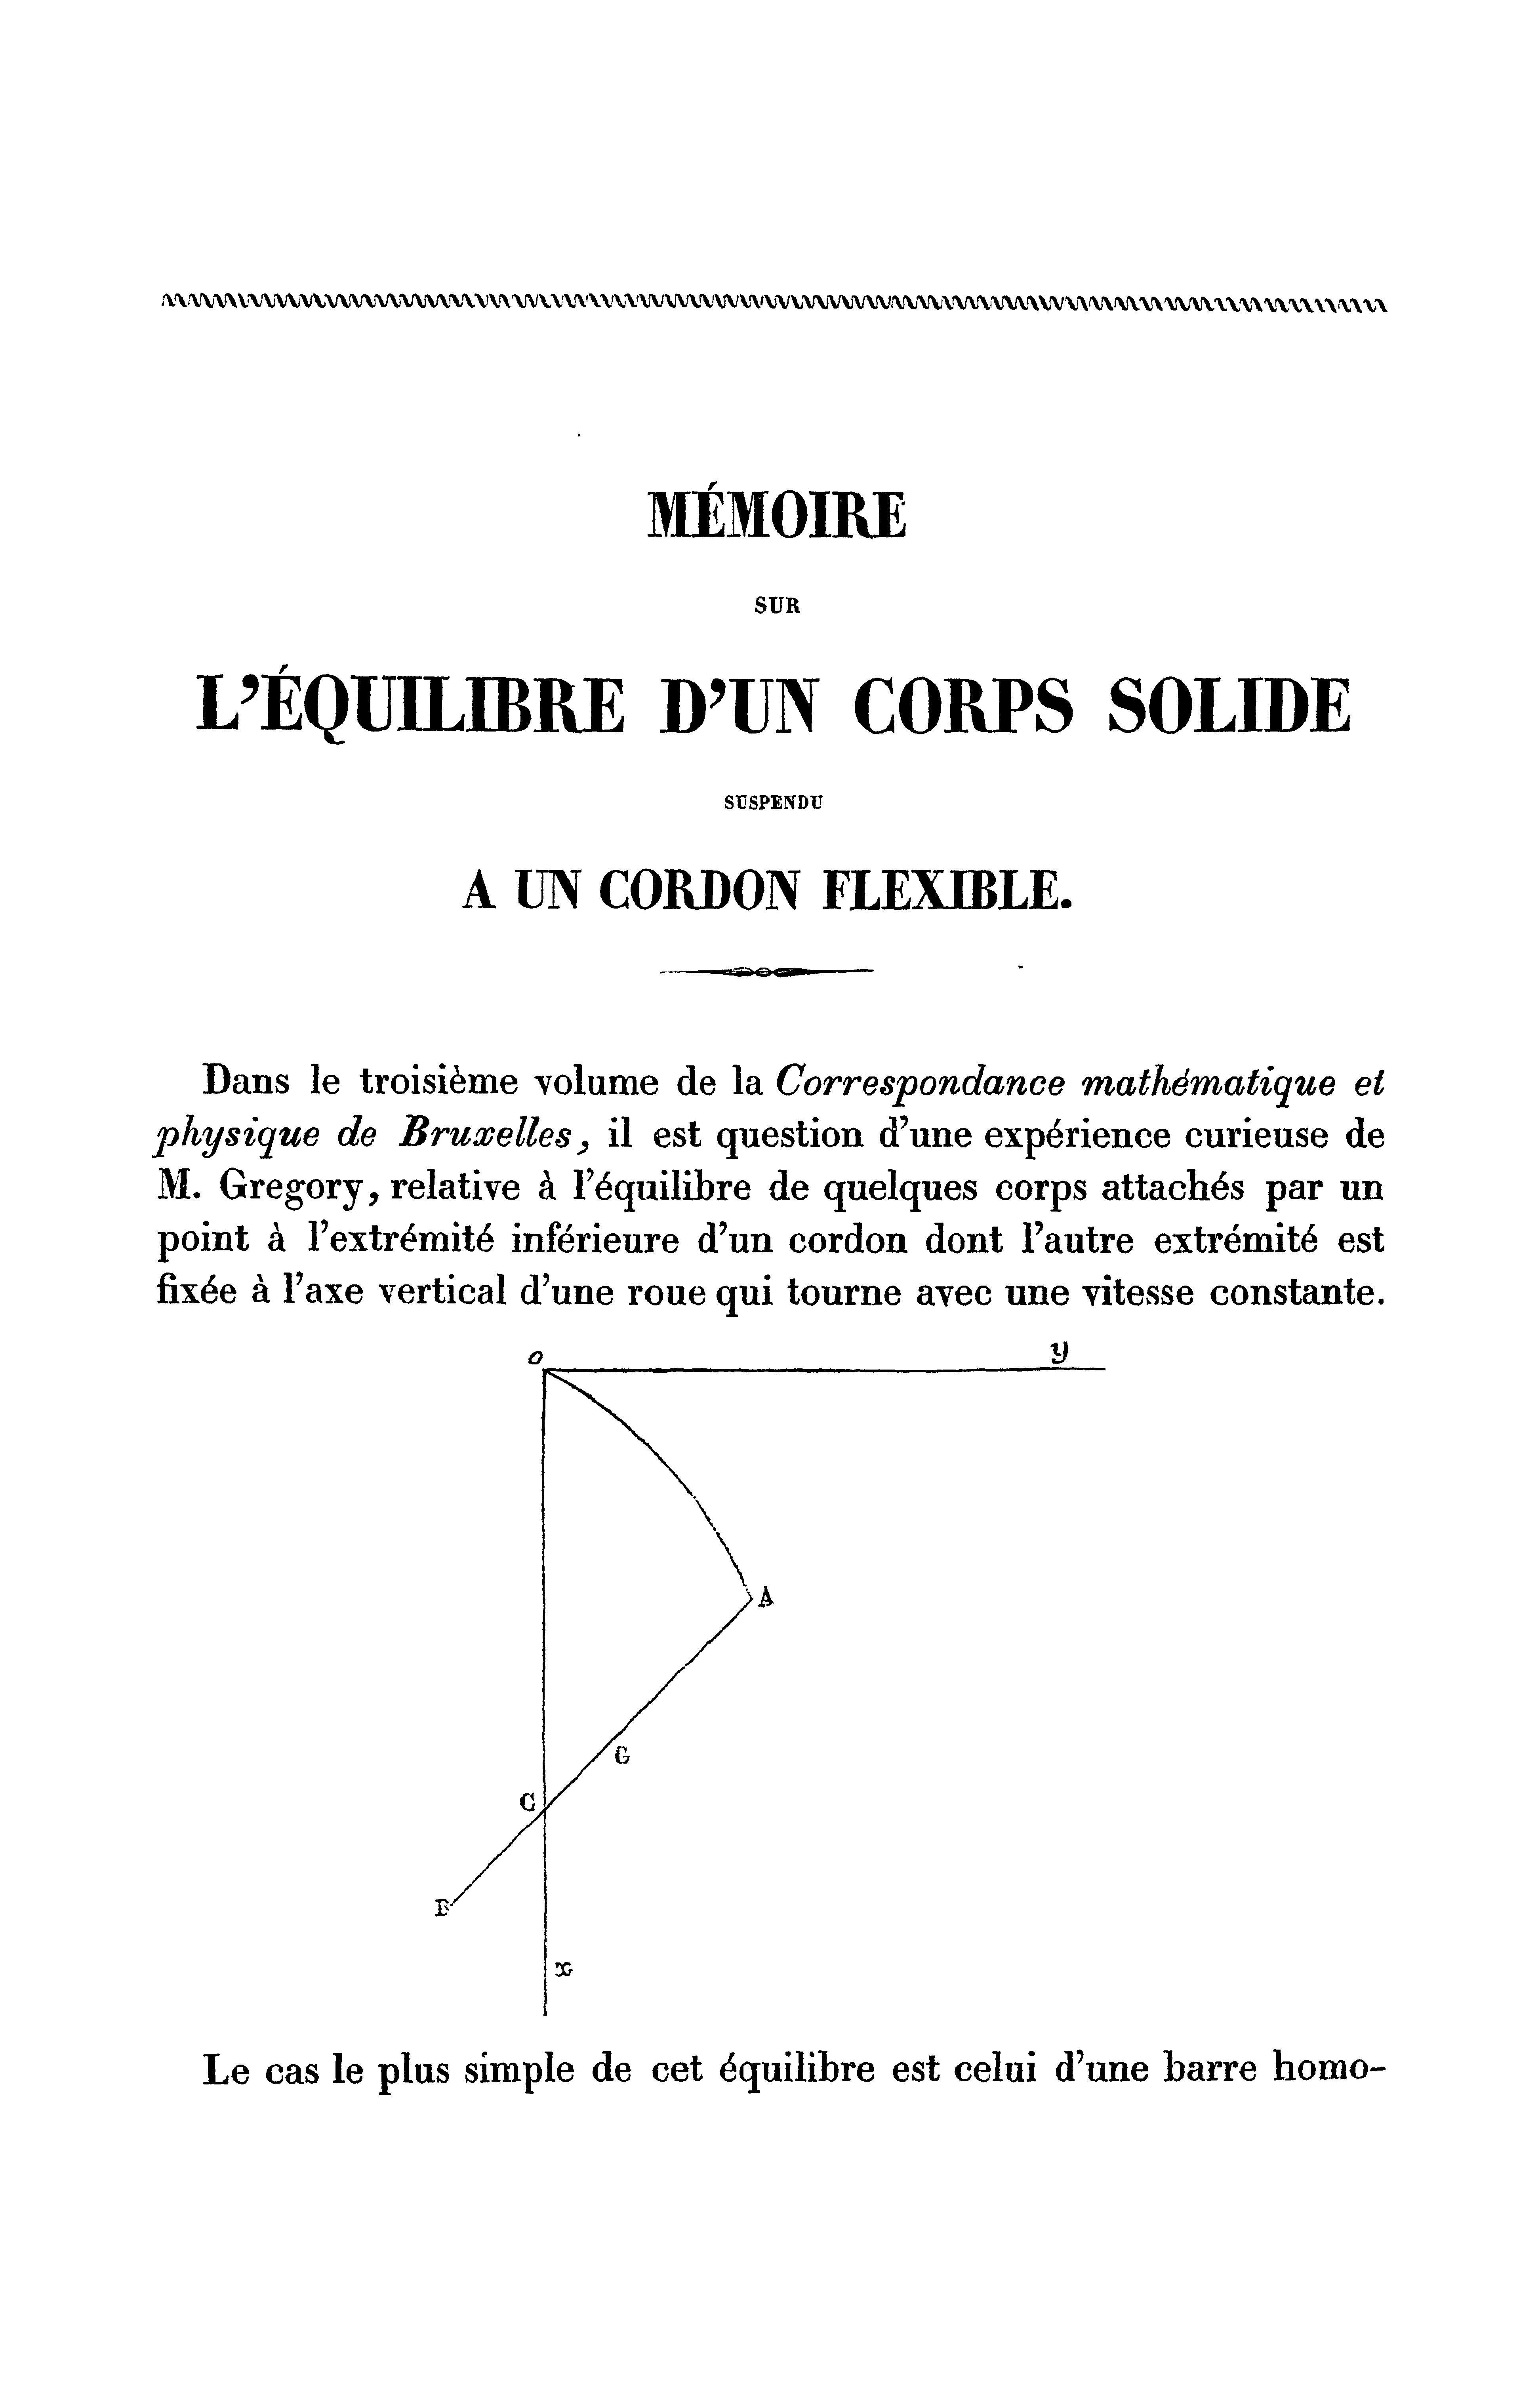 MÉMOIRE
SUR
L'ÉQUILIBRE D'UN CORPS SOLIDE
SUSPENDU
A UN CORDON FLEXIBLE.
Dans le troisième volume de la Correspondance mathématique et
physique de Bruxelles, il est question d'une expérience curieuse de
M. Gregory, relative à l'équilibre de quelques corps attachés par un
point à l'extrémité inférieure d'un cordon dont l'autre extrémité est
fixée à l'axe vertical d'une roue qui tourne avec une vitesse constante.
O
y
A
G
C
B
x
Le cas le plus simple de cet équilibre est celui d'une barre homo-